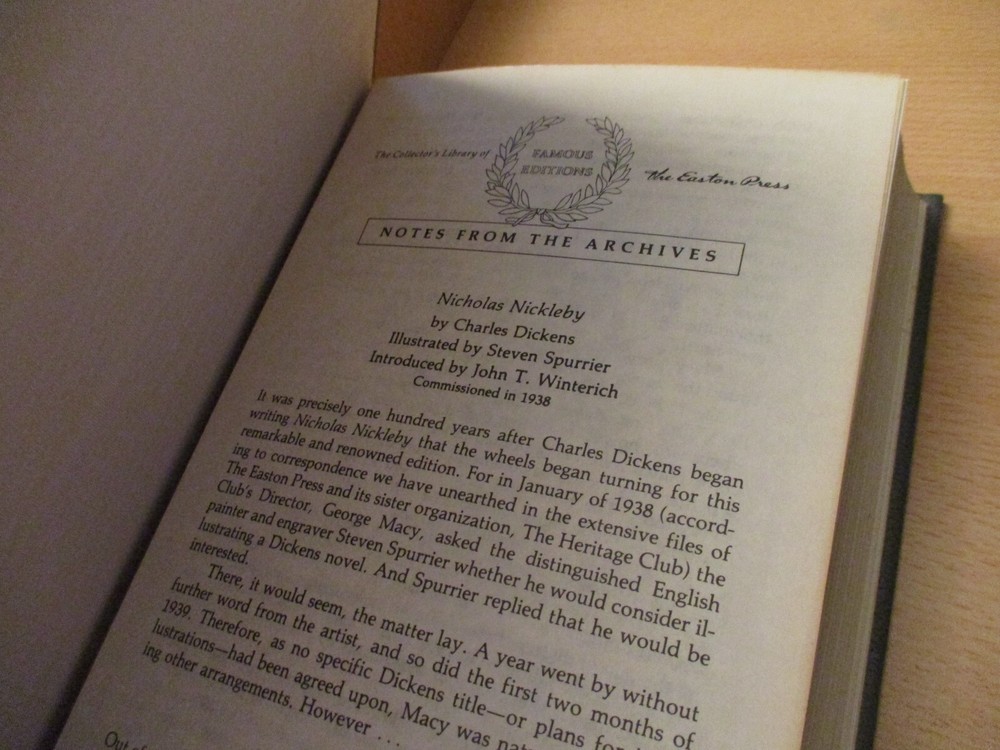 The Collector's Library of
FAMOUS
EDITIONS
The Easton Press
NOTES FROM THE ARCHIVES
Nicholas Nickleby
by Charles Dickens
Illustrated by Steven Spurrier
Introduced by John T. Winterich
Commissioned in 1938
It was precisely one hundred years after Charles Dickens began
writing Nicholas Nickleby that the wheels began turning for this
remarkable and renowned edition. For in January of 1938 (accord-
ing to correspondence we have unearthed in the extensive files of
The Easton Press and its sister organization, The Heritage Club) the
Club's Director, George Macy, asked the distinguished English
painter and engraver Steven Spurrier whether he would consider il-
lustrating a Dickens novel. And Spurrier replied that he would be
interested.
There, it would seem, the matter lay. A year went by without
further word from the artist, and so did the first two months of
1939. Therefore, as no specific Dickens title—or plans for
lustrations—had been agreed upon, Macy was
ing other arrangements. However . . .
Out of